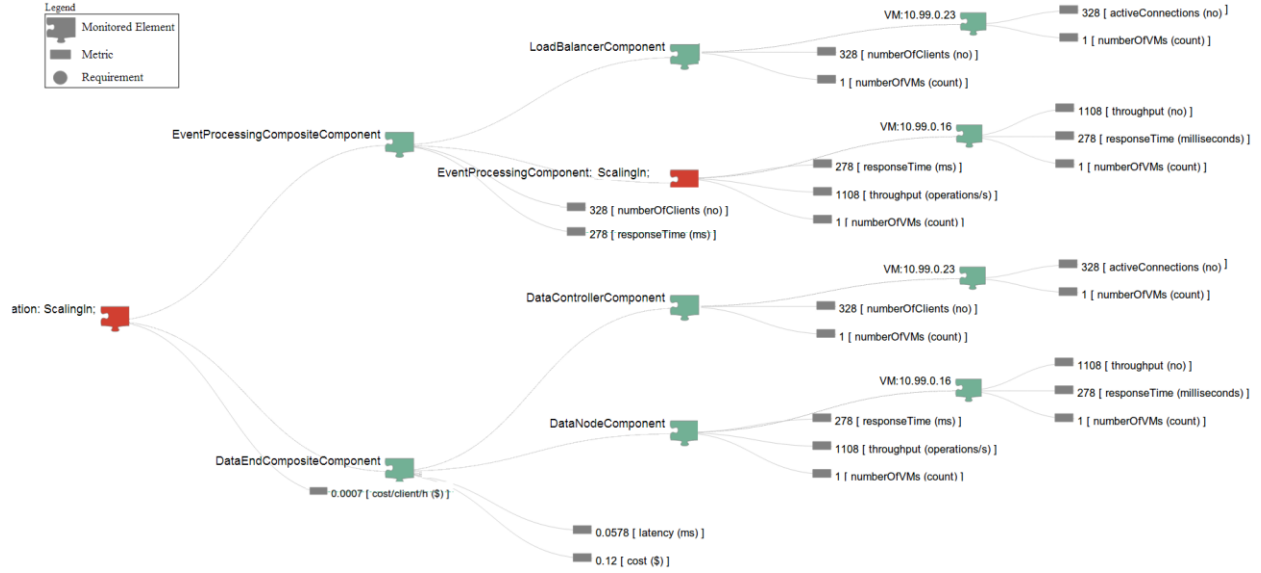 Legend
Monitored Element
Metric
Requirement
VM:10.99.0.23
328 [ activeConnections (no) ]
1 [ numberOfVMs (count) ]
LoadBalancerComponent
328 [ numberOfClients (no) ]
1 [ numberOfVMs (count) ]
EventProcessingCompositeComponent
VM:10.99.0.16
1108 [ throughput (no) ]
278 [ responseTime (milliseconds) ]
1 [ numberOfVMs (count) ]
EventProcessingComponent; ScalingIn;
278 [ responseTime (ms) ]
1108 [ throughput (operations/s) ]
1 [ numberOfVMs (count) ]
328 [ numberOfClients (no) ]
278 [ responseTime (ms) ]
ation: ScalingIn;
VM:10.99.0.23
328 [ activeConnections (no) ]
1 [ numberOfVMs (count) ]
DataControllerComponent
328 [ numberOfClients (no) ]
1 [ numberOfVMs (count) ]
VM:10.99.0.16
1108 [ throughput (no) ]
278 [ responseTime (milliseconds) ]
1 [ numberOfVMs (count) ]
DataNodeComponent
278 [ responseTime (ms) ]
1108 [ throughput (operations/s) ]
1 [ numberOfVMs (count) ]
DataEndCompositeComponent
0.0007 [ cost/client/h ($) ]
0.0578 [ latency (ms) ]
0.12 [ cost ($) ]